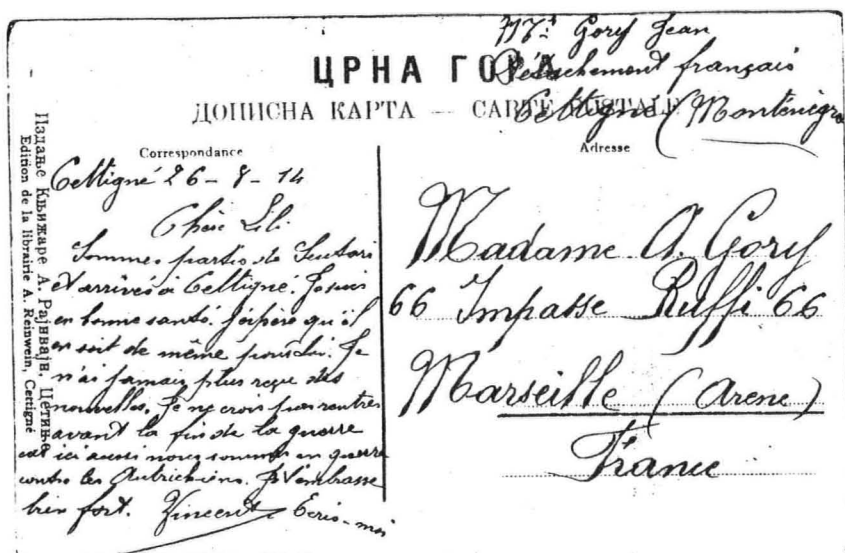 Gory Jean
Détachement français
Cettigné (Monténégro
ЦРНА ГОРА
ДОПИСНА КАРТА — CARTE POSTALE
Correspondance
Adresse
Cettigné 26 - 8 - 14
Chère Lili
Sommes partis de Scutari
et arrivés à Cettigné. Je suis
en bonne santé. J'espère qu'il
en soit de même pour toi. Je
n'ai jamais plus reçu des
nouvelles. Je ne crois pas rentrer
avant la fin de la guerre
car ici aussi nous sommes en guerre
contre les Autrichiens. Je t'embrasse
bien fort. Vincent Ecris-moi
Madame A. Gory
66 Impasse Ruffi 66
Marseille (Arenc)
France
Издање Књижаре А. Рајнвајн, Цетиње
Edition de la librairie A. Reinwein, Cettigné